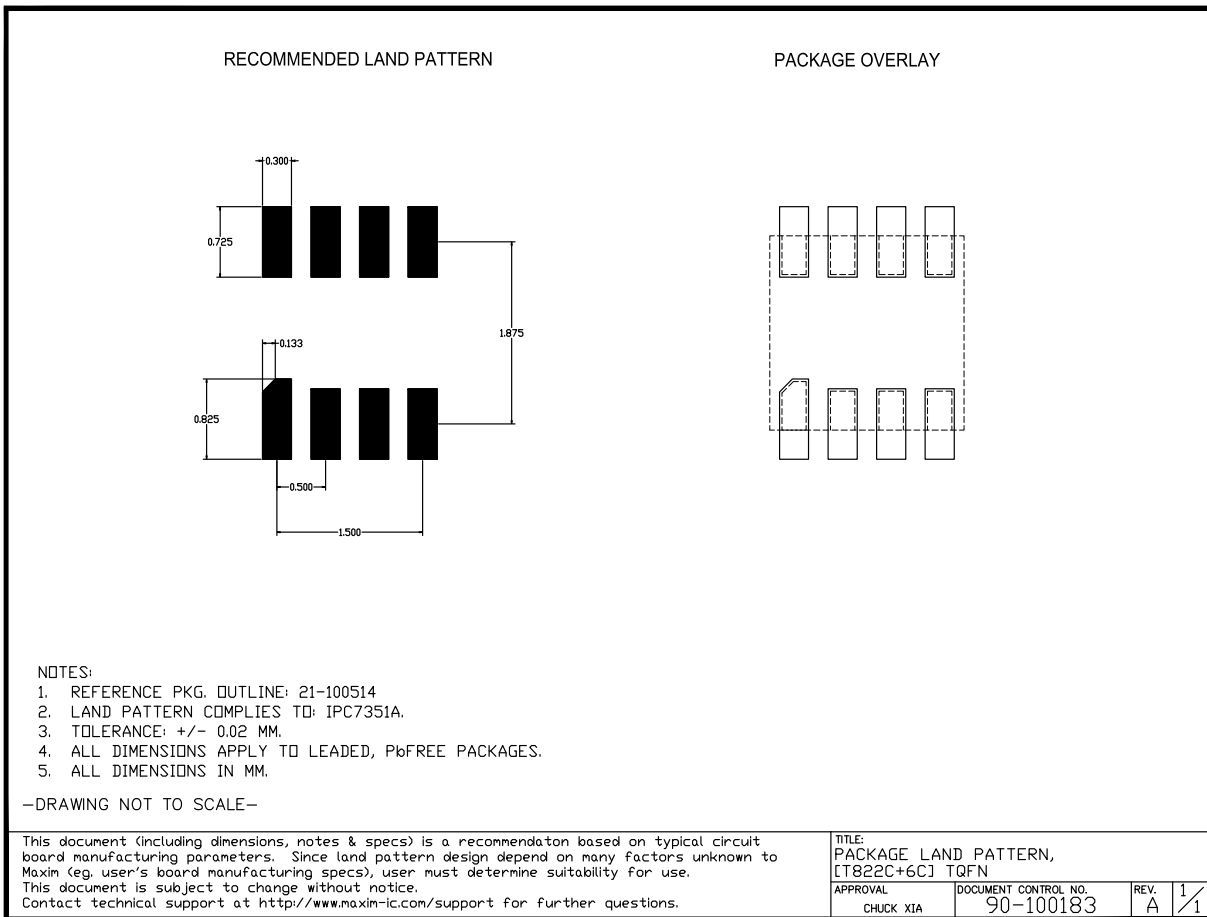 RECOMMENDED LAND PATTERN
PACKAGE OVERLAY
0.300
0.725
1.875
0.133
0.825
0.500
1.500
NOTES:
1. REFERENCE PKG. OUTLINE: 21-100514
2. LAND PATTERN COMPLIES TO: IPC7351A.
3. TOLERANCE: +/- 0.02 MM.
4. ALL DIMENSIONS APPLY TO LEADED, PbFREE PACKAGES.
5. ALL DIMENSIONS IN MM.
-DRAWING NOT TO SCALE-
This document (including dimensions, notes & specs) is a recommendaton based on typical circuit
board manufacturing parameters. Since land pattern design depend on many factors unknown to
Maxim (eg. user's board manufacturing specs), user must determine suitability for use.
This document is subject to change without notice.
Contact technical support at http://www.maxim-ic.com/support for further questions.
TITLE:
PACKAGE LAND PATTERN,
[T822C+6C] TQFN
APPROVAL
CHUCK XIA
DOCUMENT CONTROL NO.
90-100183
REV.
A
1/1